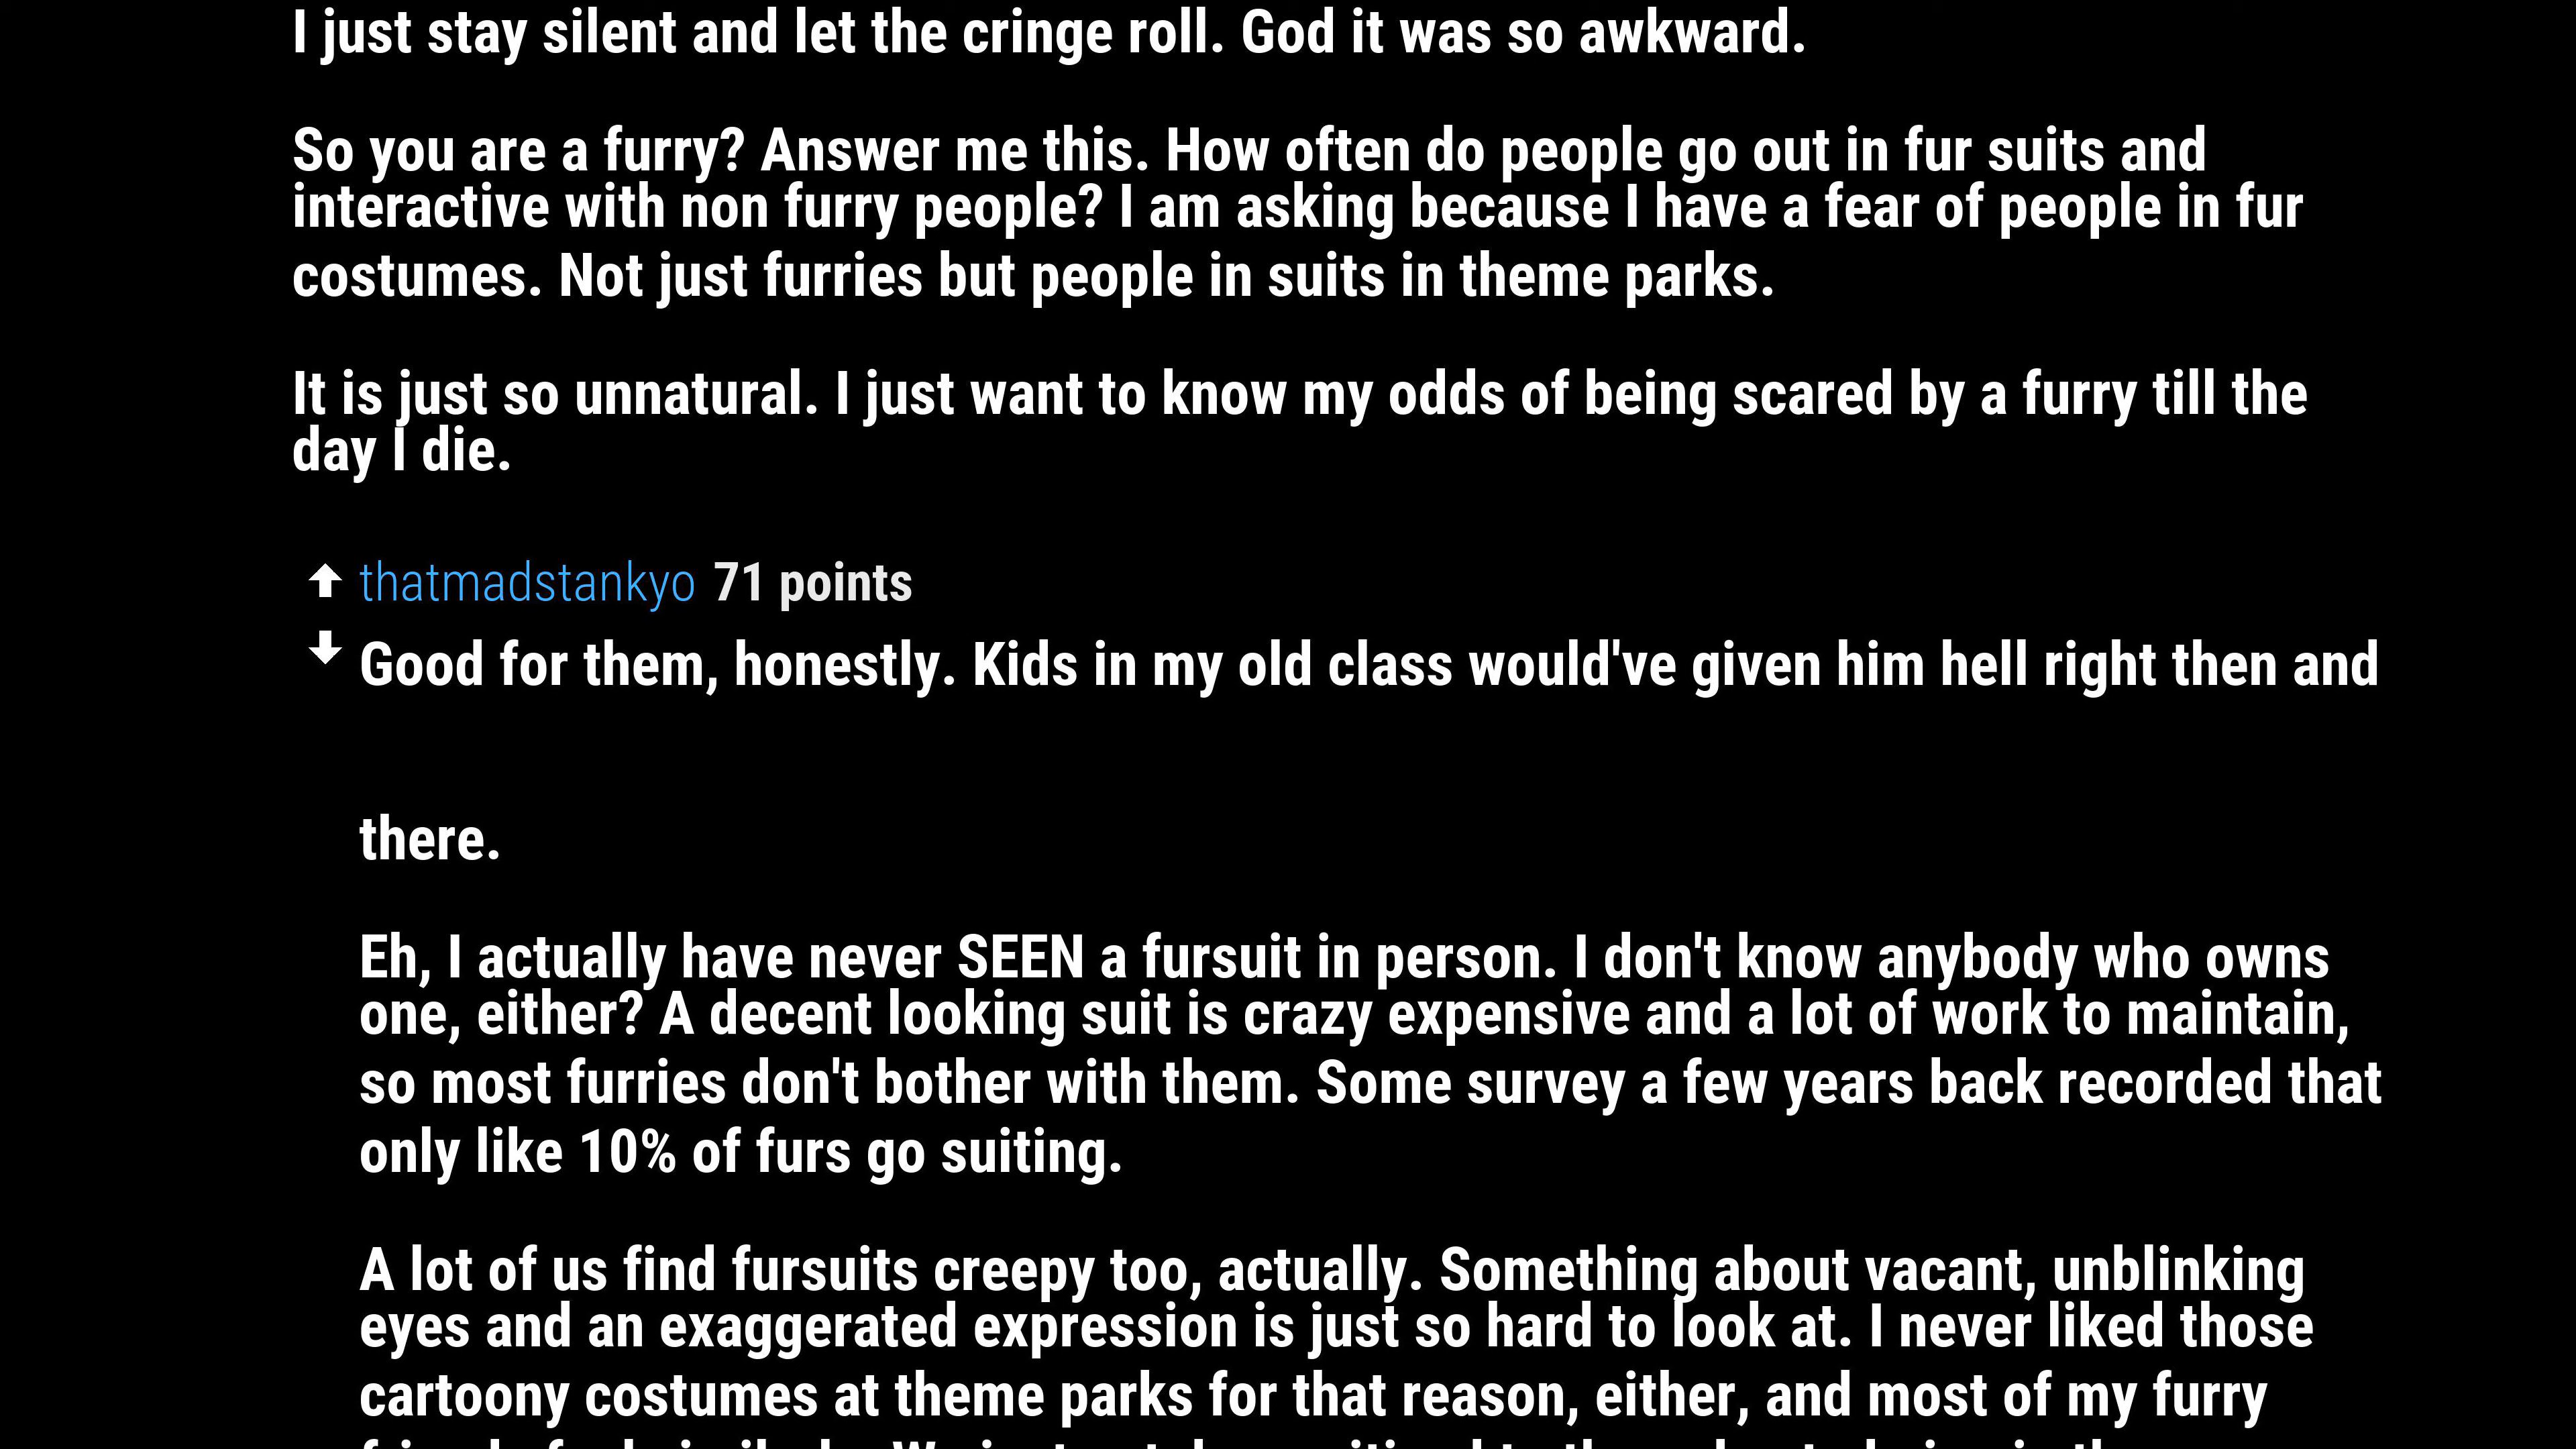 I just stay silent and let the cringe roll. God it was so awkward.
So you are a furry? Answer me this. How often do people go out in fur suits and
interactive with non furry people? I am asking because I have a fear of people in fur
costumes. Not just furries but people in suits in theme parks.
It is just so unnatural. I just want to know my odds of being scared by a furry till the
day I die.
thatmadstankyo 71 points
Good for them, honestly. Kids in my old class would've given him hell right then and
there.
Eh, I actually have never SEEN a fursuit in person. I don't know anybody who owns
one, either? A decent looking suit is crazy expensive and a lot of work to maintain,
so most furries don't bother with them. Some survey a few years back recorded that
only like 10% of furs go suiting.
A lot of us find fursuits creepy too, actually. Something about vacant, unblinking
eyes and an exaggerated expression is just so hard to look at. I never liked those
cartoony costumes at theme parks for that reason, either, and most of my furry